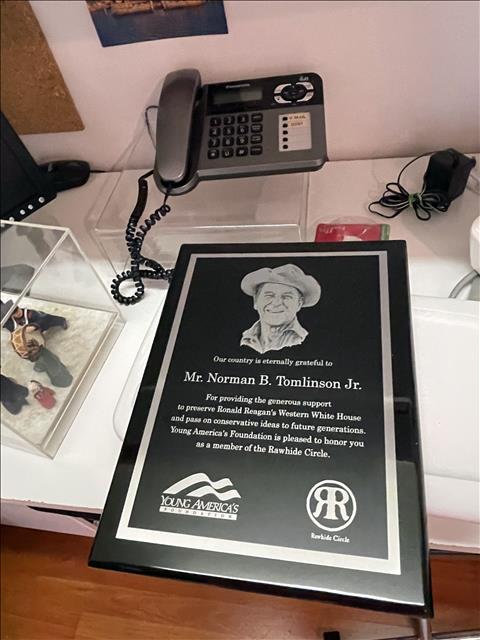 Panasonic
Our country is eternally grateful to
Mr. Norman B. Tomlinson Jr.
For providing the generous support
to preserve Ronald Reagan's Western White House
and pass on conservative ideas to future generations.
Young America's Foundation is pleased to honor you
as a member of the Rawhide Circle.
YOUNG AMERICA'S
FOUNDATION
RR
Rawhide Circle